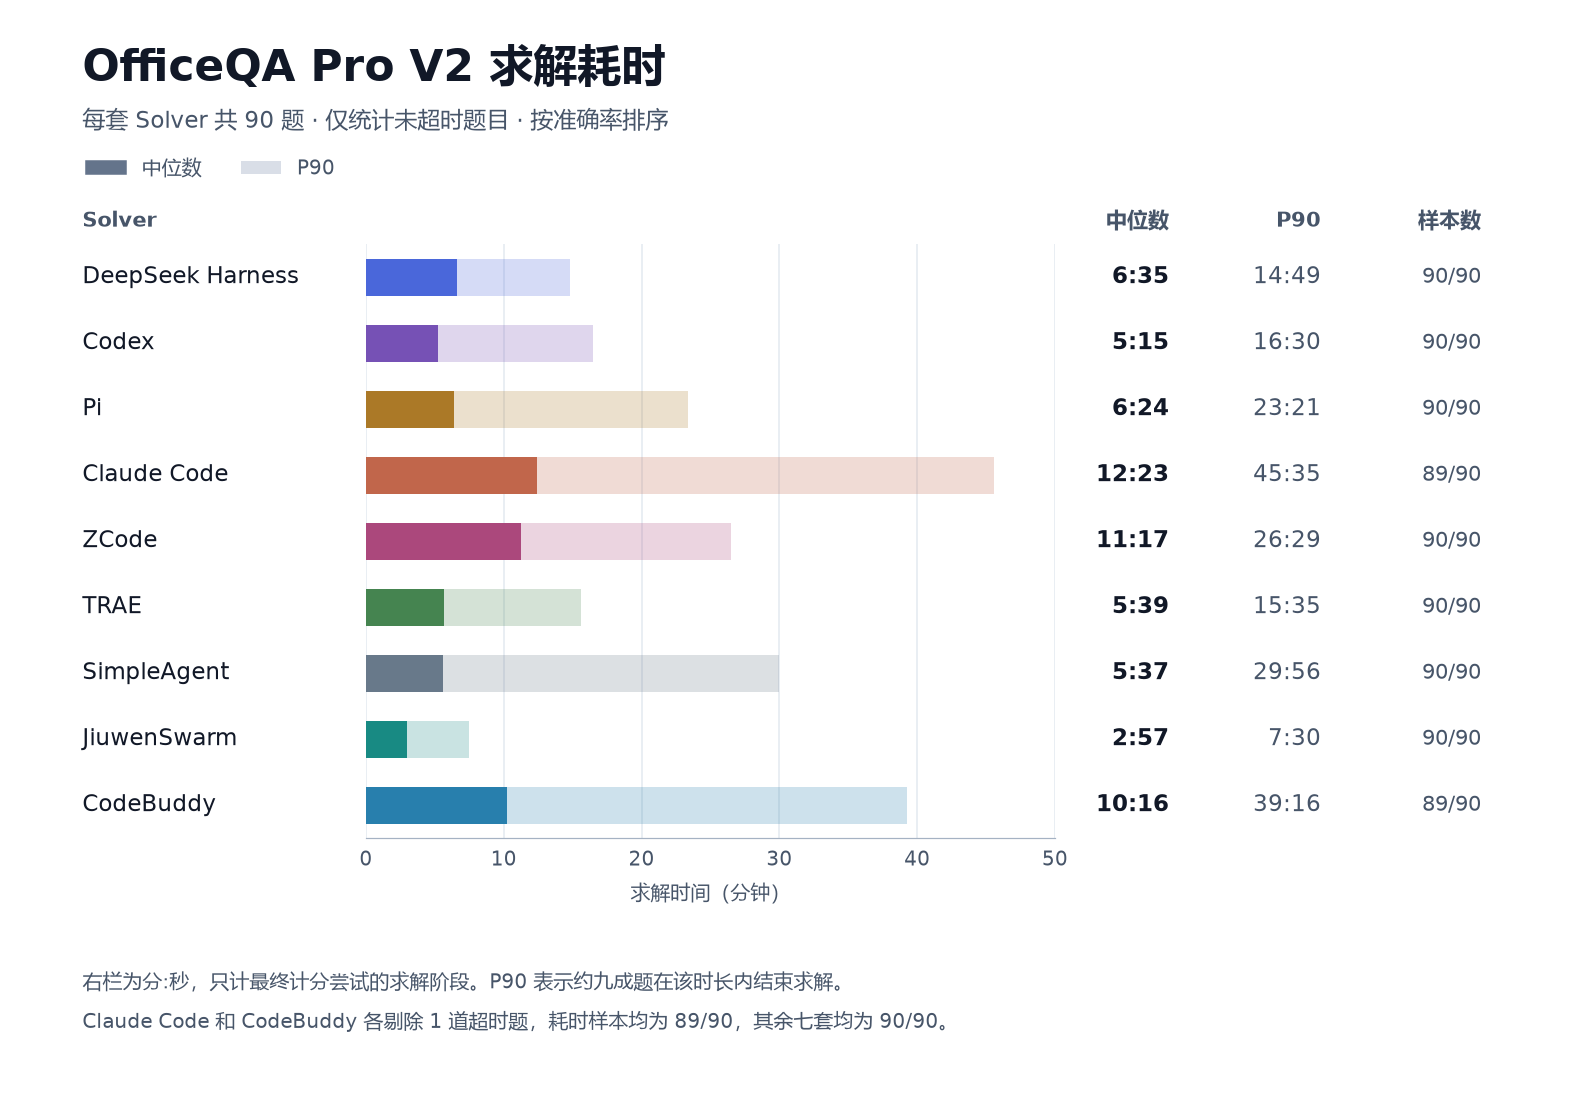 OfficeQA Pro V2 求解耗时
每套 Solver 共 90 题 · 仅统计未超时题目 · 按准确率排序
中位数 P90
Solver 中位数 P90 样本数
DeepSeek Harness 6:35 14:49 90/90
Codex 5:15 16:30 90/90
Pi 6:24 23:21 90/90
Claude Code 12:23 45:35 89/90
ZCode 11:17 26:29 90/90
TRAE 5:39 15:35 90/90
SimpleAgent 5:37 29:56 90/90
JiuwenSwarm 2:57 7:30 90/90
CodeBuddy 10:16 39:16 89/90
0 10 20 30 40 50
求解时间（分钟）
右栏为分:秒，只计最终计分尝试的求解阶段。P90 表示约九成题在该时长内结束求解。
Claude Code 和 CodeBuddy 各剔除 1 道超时题，耗时样本均为 89/90，其余七套均为 90/90。